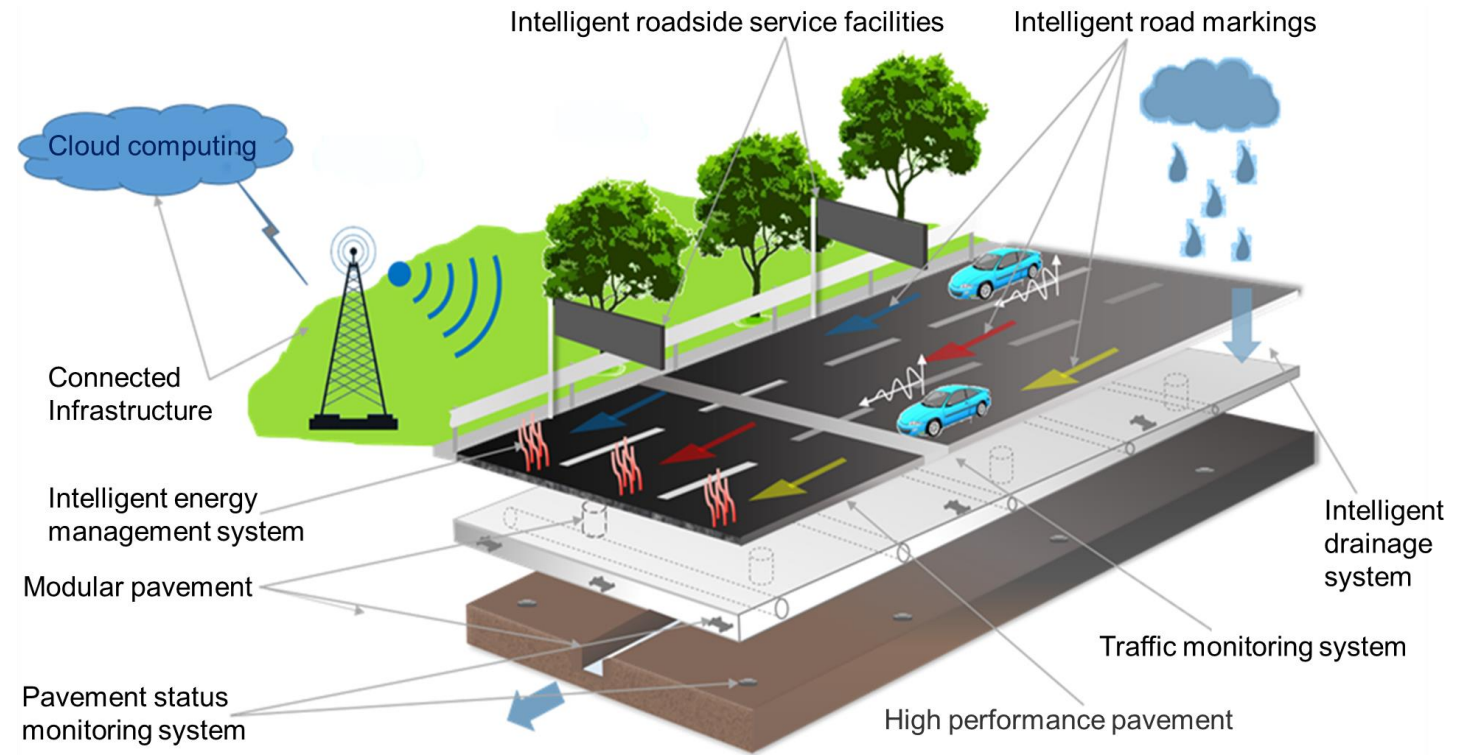 Intelligent roadside service facilities
Intelligent road markings
Cloud computing
Connected
Infrastructure
Intelligent energy
management system
Intelligent
drainage
system
Modular pavement
Traffic monitoring system
Pavement status
monitoring system
High performance pavement